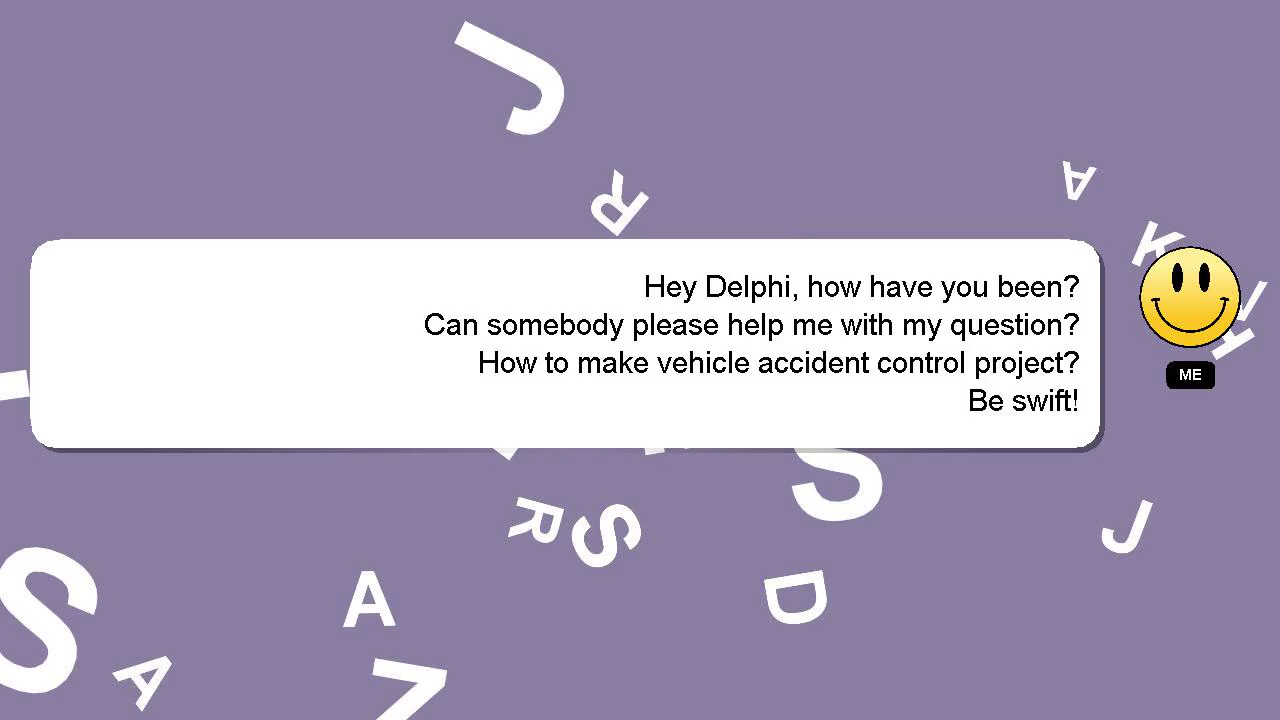 J
R
A
K
Hey Delphi, how have you been?
Can somebody please help me with my question?
How to make vehicle accident control project?
Be swift!
ME
S
R
S
J
S
A
D
A
Z